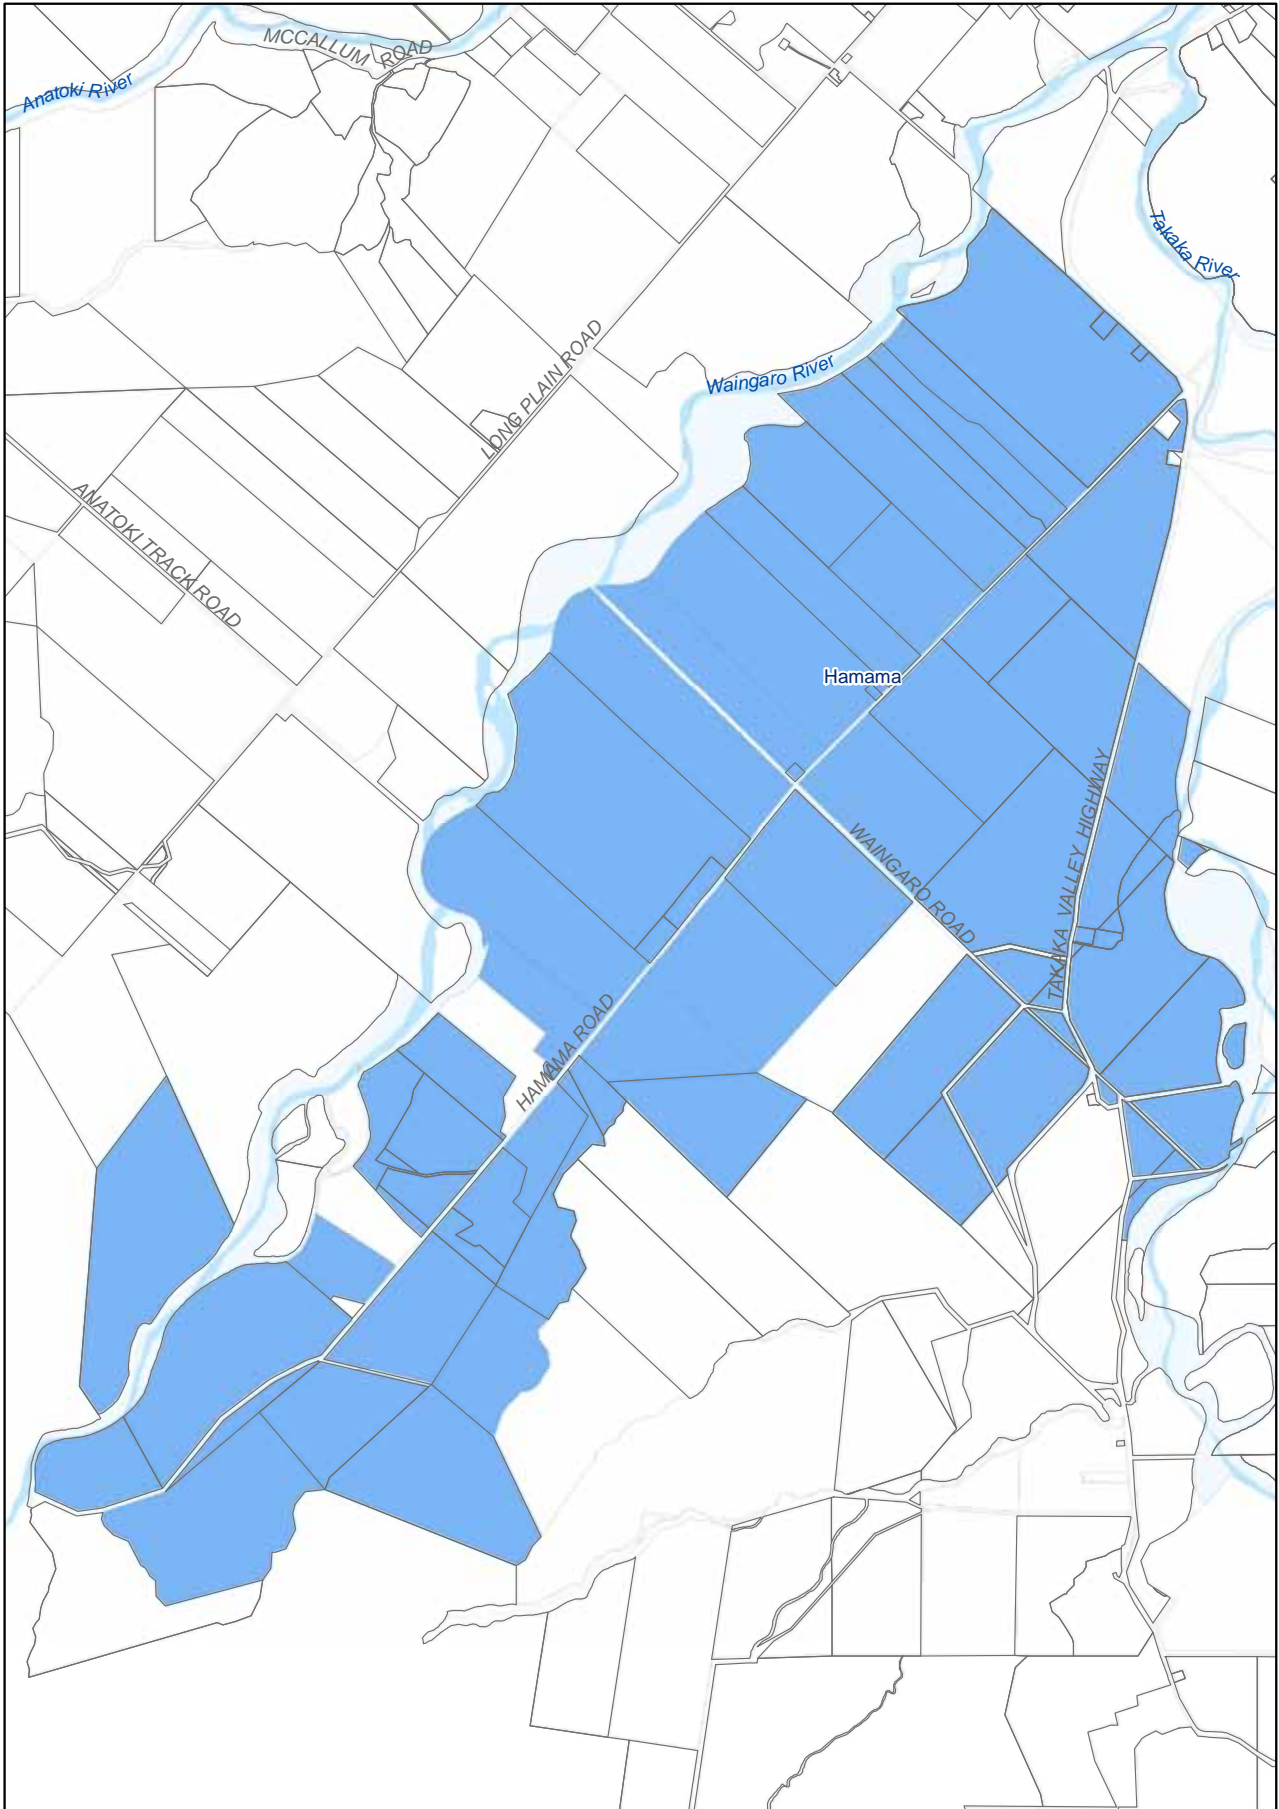 MCCALLUM ROAD
Anatoki River
Takaka River
LONG PLAIN ROAD
Waingaro River
ANATOKI TRACK ROAD
Hamama
WAINGARO ROAD
TAKAKA VALLEY HIGHWAY
HAMAMA ROAD